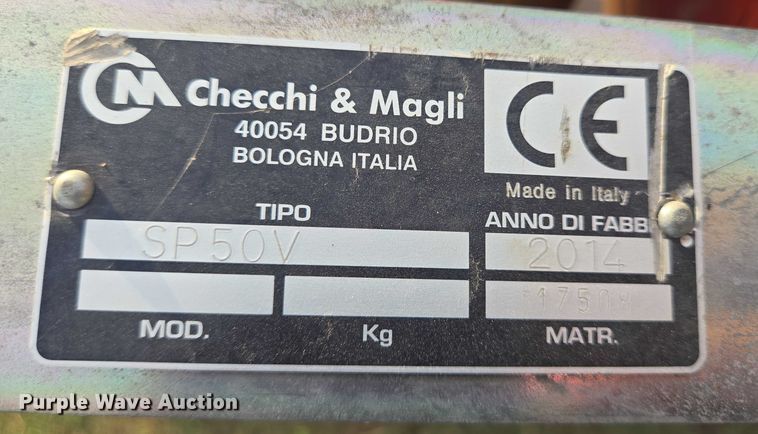 CM Checchi & Magli
40054 BUDRIO
BOLOGNA ITALIA
CE
Made in Italy
TIPO
ANNO DI FABB
SP50V
2014
MOD.
Kg
MATR.
Purple Wave Auction